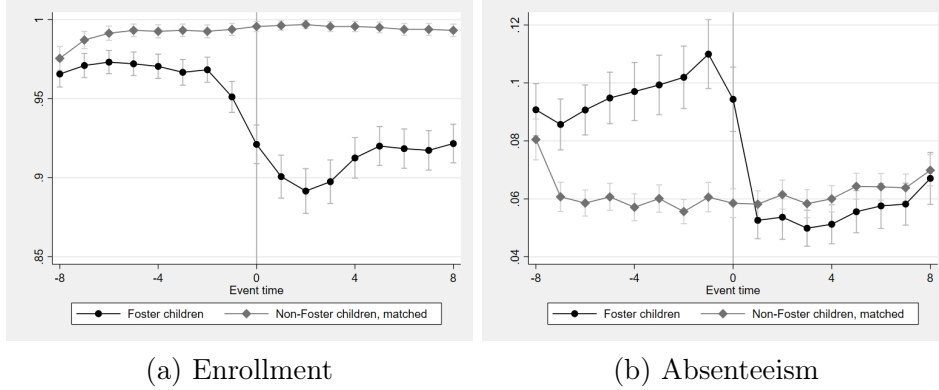 1
.95
.9
.85
-8 -4 0 4 8
Event time
Foster children Non-Foster children, matched
(a) Enrollment
.12
.1
.08
.06
.04
-8 -4 0 4 8
Event time
Foster children Non-Foster children, matched
(b) Absenteeism